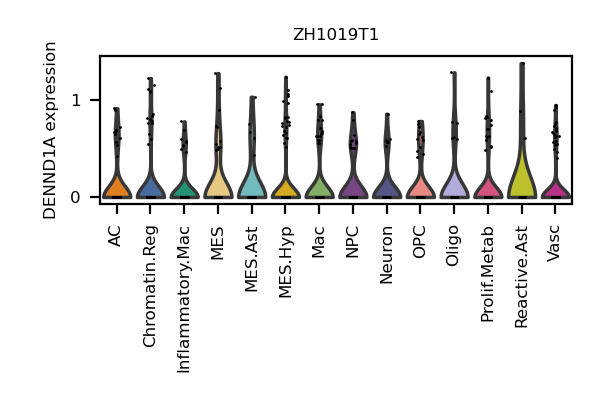 ZH1019T1
DENND1A expression
1
0
AC
Chromatin.Reg
Inflammatory.Mac
MES
MES.Ast
MES.Hyp
Mac
NPC
Neuron
OPC
Oligo
Prolif.Metab
Reactive.Ast
Vasc